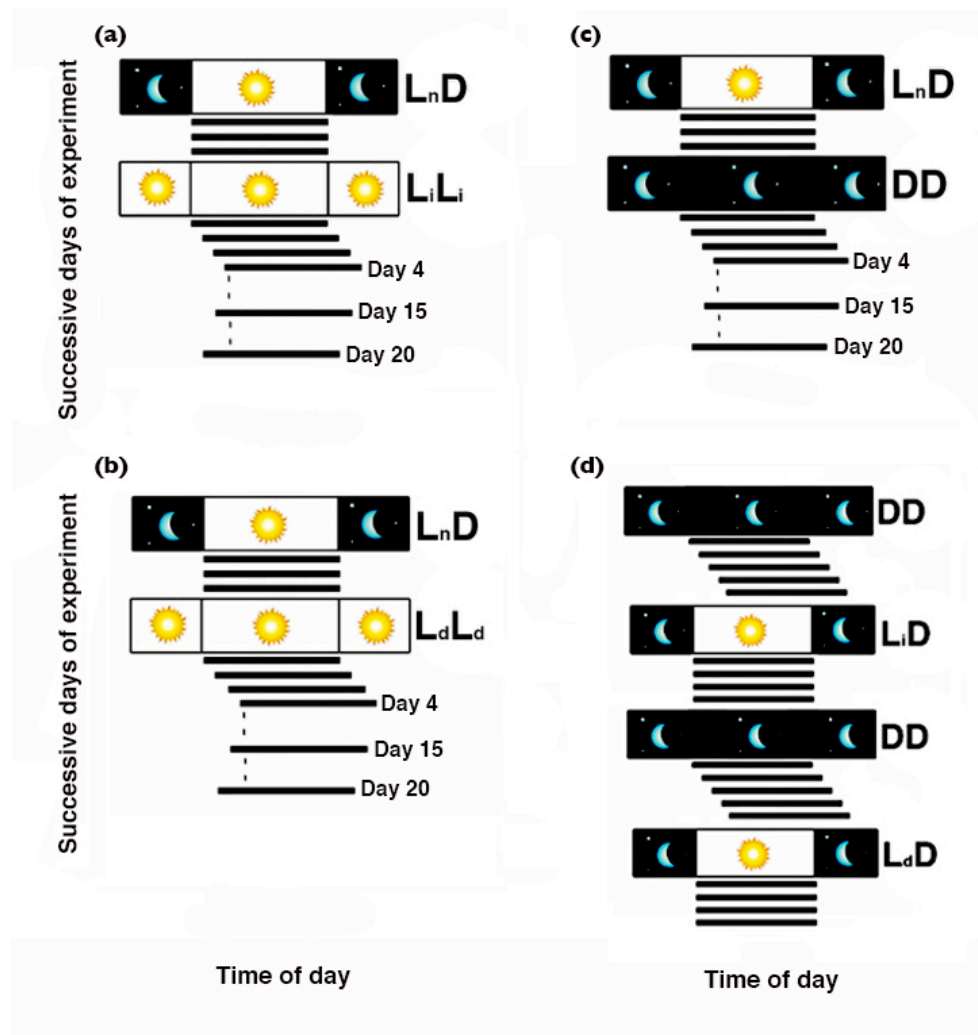 (a)
LnD
LiLi
Day 4
Day 15
Day 20
Successive days of experiment
(c)
LnD
DD
Day 4
Day 15
Day 20
(b)
LnD
LdLd
Day 4
Day 15
Day 20
Successive days of experiment
Time of day
(d)
DD
LiD
DD
LdD
Time of day